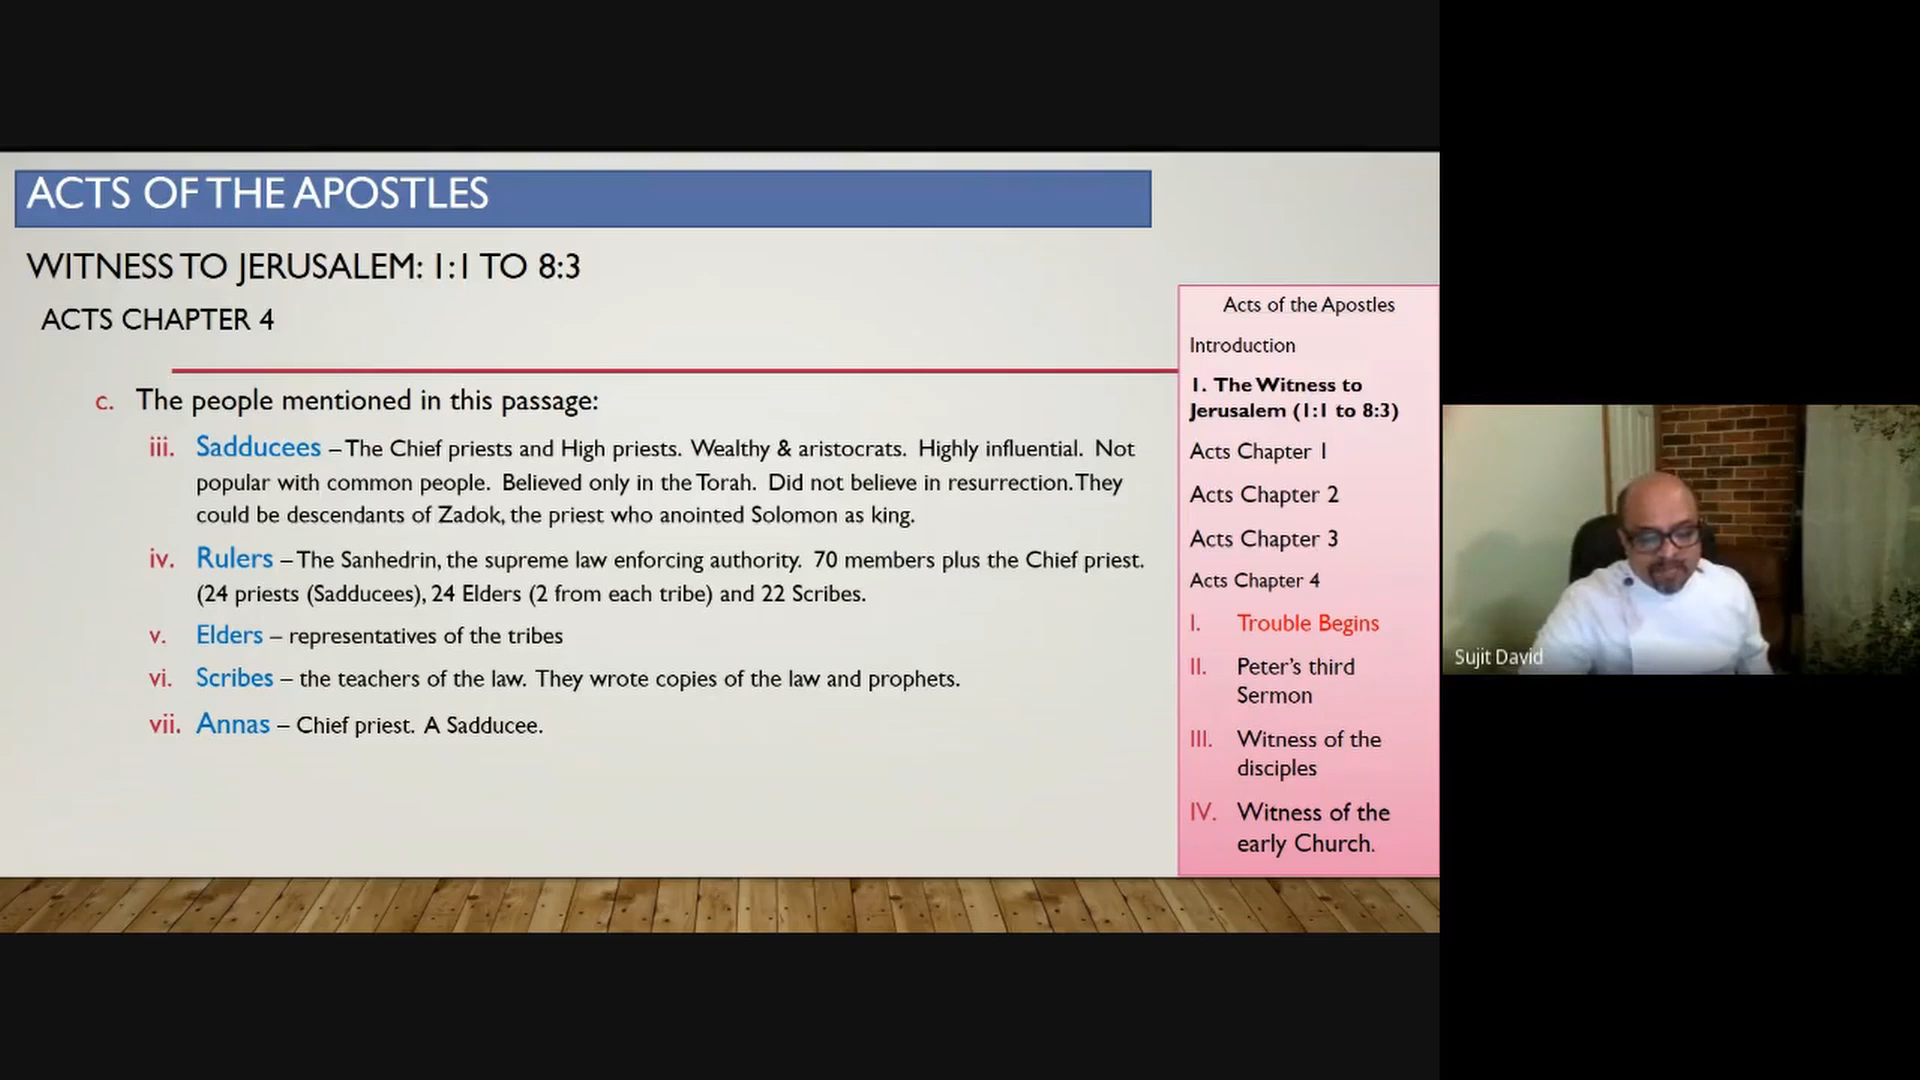 ACTS OF THE APOSTLES
WITNESS TO JERUSALEM: 1:1 TO 8:3
ACTS CHAPTER 4
c. The people mentioned in this passage:
iii. Sadducees – The Chief priests and High priests. Wealthy & aristocrats. Highly influential. Not
popular with common people. Believed only in the Torah. Did not believe in resurrection. They
could be descendants of Zadok, the priest who anointed Solomon as king.
iv. Rulers – The Sanhedrin, the supreme law enforcing authority. 70 members plus the Chief priest.
(24 priests (Sadducees), 24 Elders (2 from each tribe) and 22 Scribes.
v. Elders – representatives of the tribes
vi. Scribes – the teachers of the law. They wrote copies of the law and prophets.
vii. Annas – Chief priest. A Sadducee.
Acts of the Apostles
Introduction
1. The Witness to
Jerusalem (1:1 to 8:3)
Acts Chapter 1
Acts Chapter 2
Acts Chapter 3
Acts Chapter 4
I. Trouble Begins
II. Peter's third
Sermon
III. Witness of the
disciples
IV. Witness of the
early Church.
Sujit David